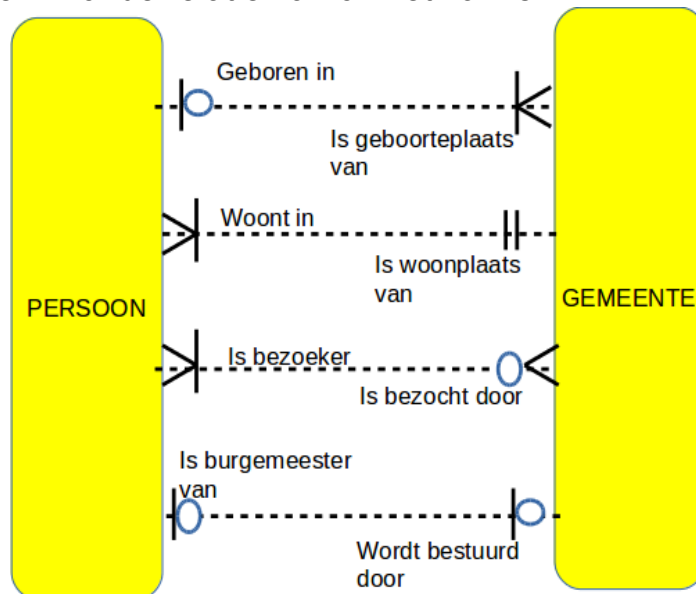 Geboren in
Is geboorteplaats
van
Woont in
Is woonplaats
van
PERSOON
GEMEENTE
Is bezoeker
Is bezocht door
Is burgemeester
van
Wordt bestuurd
door